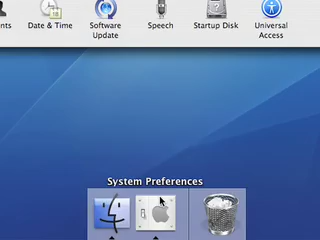 nts
Date & Time
Software
Update
Speech
Startup Disk
Universal
Access
System Preferences